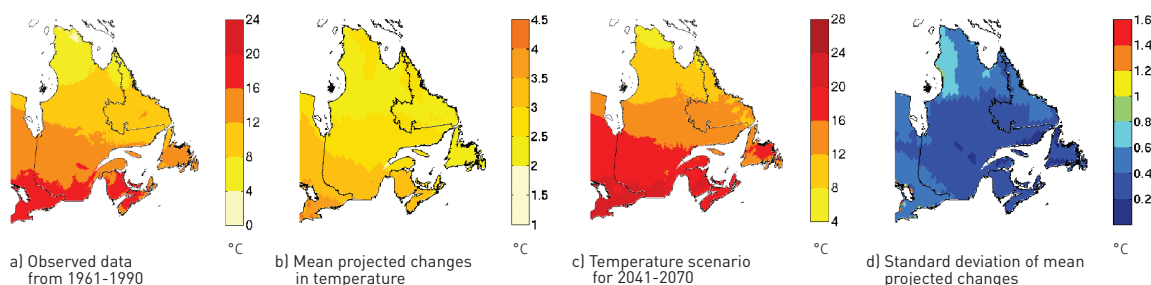 24
20
16
12
8
4
0
°C
a) Observed data
from 1961-1990
4.5
4
3.5
3
2.5
2
1.5
1
°C
b) Mean projected changes
in temperature
28
24
20
16
12
8
4
°C
c) Temperature scenario
for 2041-2070
1.6
1.4
1.2
1
0.8
0.6
0.4
0.2
°C
d) Standard deviation of mean
projected changes